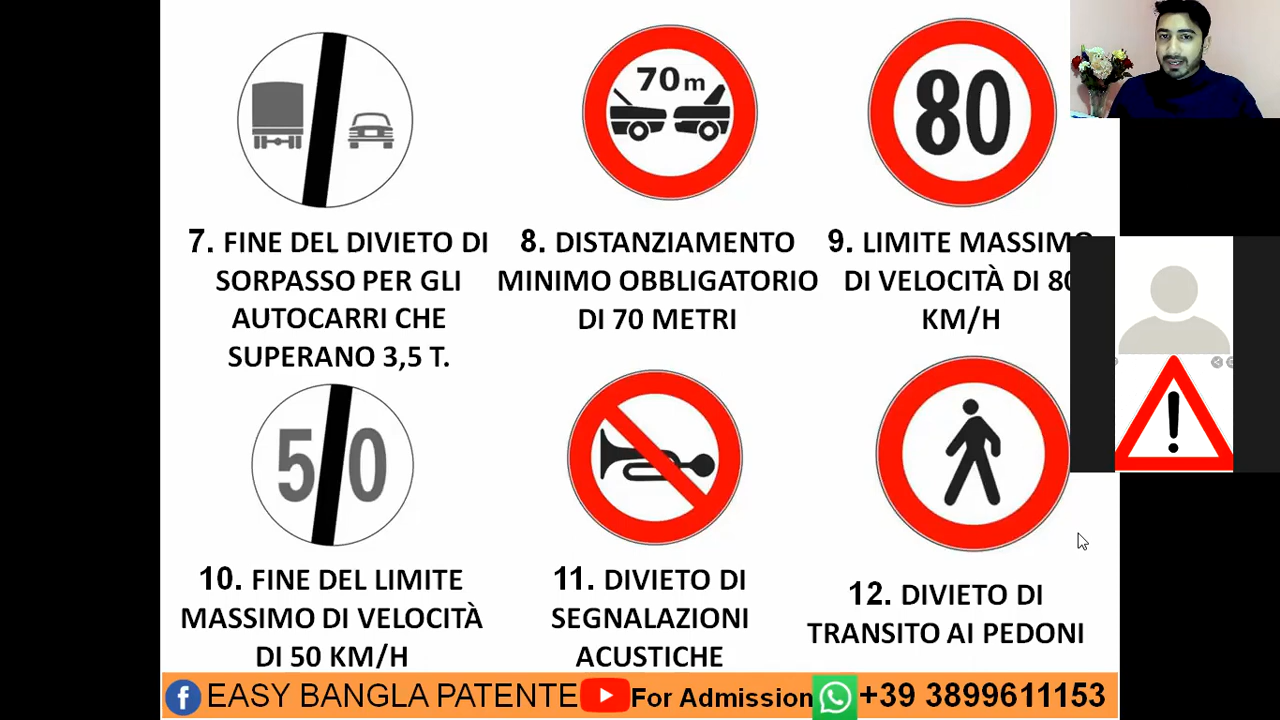 70 m
80
7. FINE DEL DIVIETO DI
SORPASSO PER GLI
AUTOCARRI CHE
SUPERANO 3,5 T.
8. DISTANZIAMENTO
MINIMO OBBLIGATORIO
DI 70 METRI
9. LIMITE MASSIMO
DI VELOCITÀ DI 80
KM/H
50
10. FINE DEL LIMITE
MASSIMO DI VELOCITÀ
DI 50 KM/H
11. DIVIETO DI
SEGNALAZIONI
ACUSTICHE
12. DIVIETO DI
TRANSITO AI PEDONI
!
EASY BANGLA PATENTE For Admission +39 3899611153